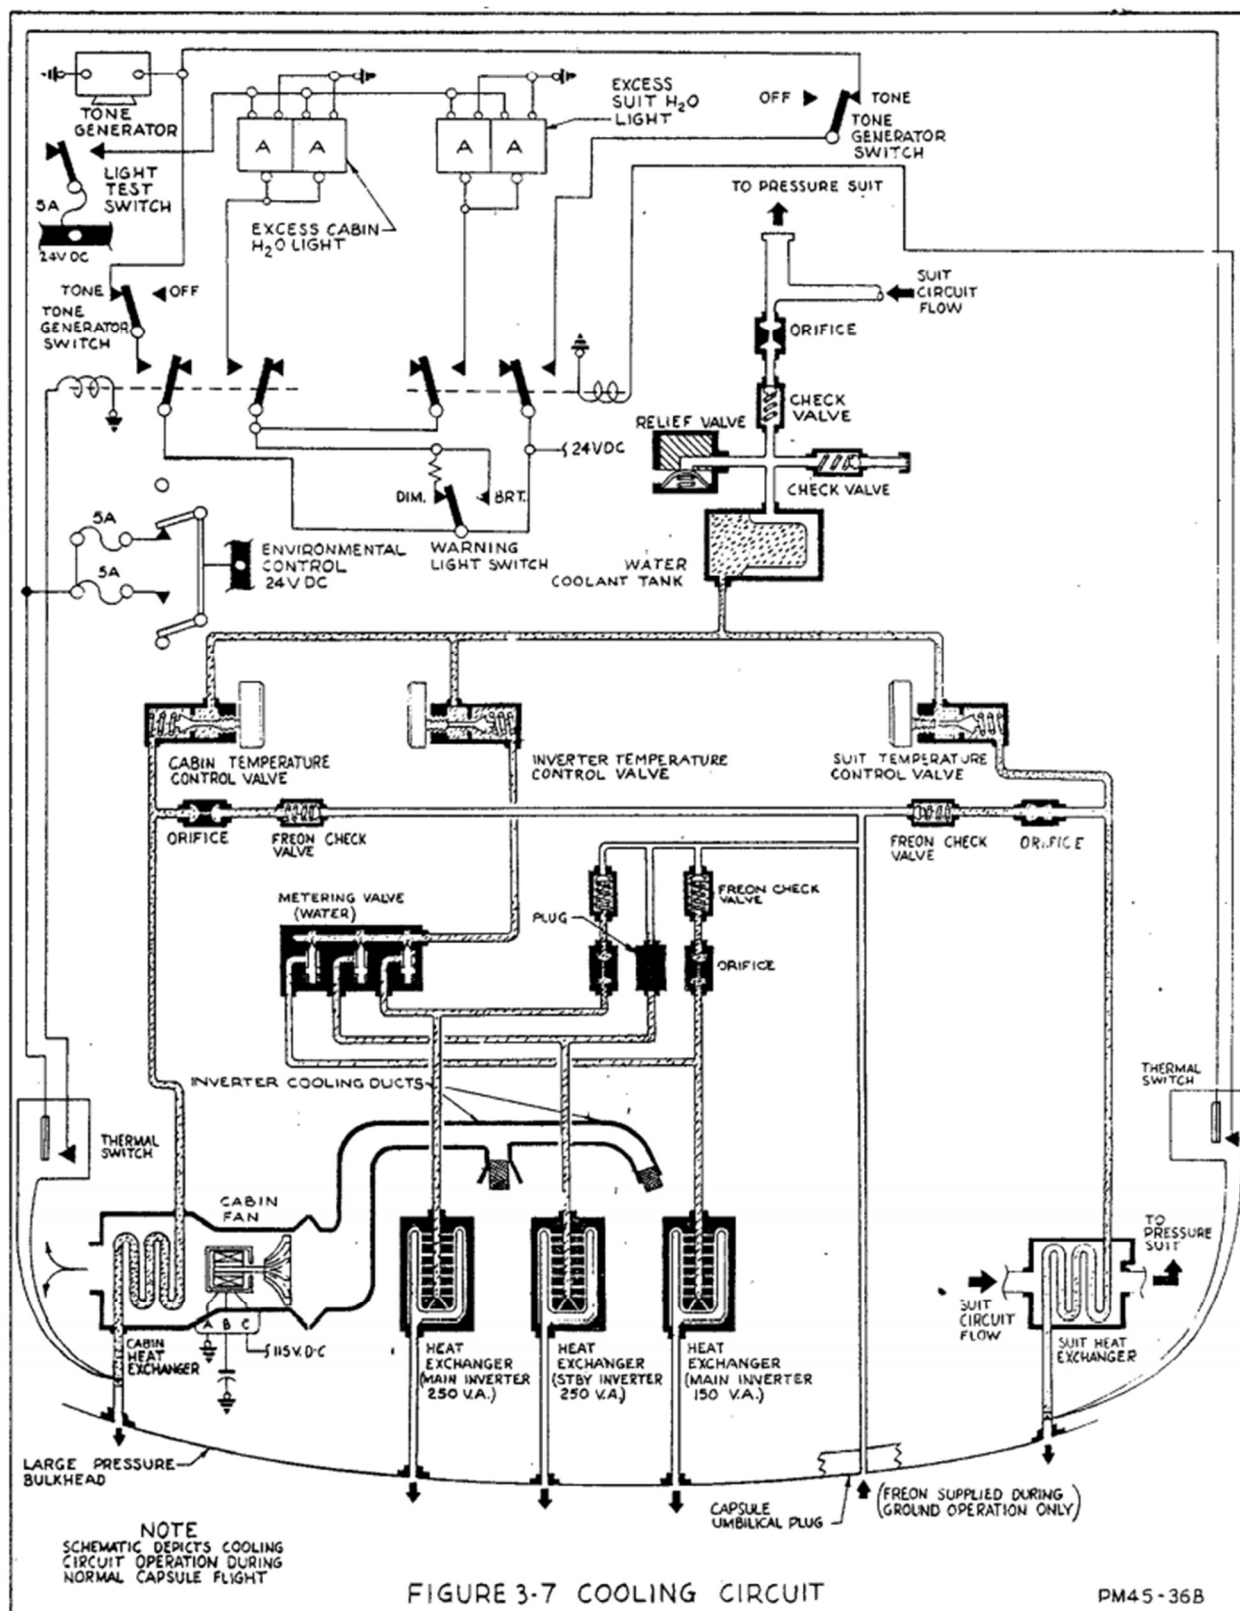 TONE
GENERATOR
LIGHT
TEST
SWITCH
5A
24V DC
A
A
A
A
EXCESS CABIN
H2O LIGHT
EXCESS
SUIT H2O
LIGHT
OFF
TONE
TONE
GENERATOR
SWITCH
TO PRESSURE SUIT
SUIT
CIRCUIT
FLOW
TONE
OFF
TONE
GENERATOR
SWITCH
ORIFICE
CHECK
VALVE
RELIEF VALVE
CHECK VALVE
24VDC
DIM.
BRT.
WARNING
LIGHT SWITCH
5A
5A
ENVIRONMENTAL
CONTROL
24V DC
WATER
COOLANT TANK
CABIN TEMPERATURE
CONTROL VALVE
INVERTER TEMPERATURE
CONTROL VALVE
SUIT TEMPERATURE
CONTROL VALVE
ORIFICE
FREON CHECK
VALVE
FREON CHECK
VALVE
ORIFICE
METERING VALVE
(WATER)
PLUG
FREON CHECK
VALVE
ORIFICE
INVERTER COOLING DUCTS
THERMAL
SWITCH
THERMAL
SWITCH
CABIN
FAN
A B C
115 V. D-C
CABIN
HEAT
EXCHANGER
HEAT
EXCHANGER
(MAIN INVERTER
250 V.A.)
HEAT
EXCHANGER
(STBY INVERTER
250 V.A.)
HEAT
EXCHANGER
(MAIN INVERTER
150 V.A.)
TO
PRESSURE
SUIT
SUIT
CIRCUIT
FLOW
SUIT HEAT
EXCHANGER
LARGE PRESSURE
BULKHEAD
CAPSULE
UMBILICAL PLUG
(FREON SUPPLIED DURING
GROUND OPERATION ONLY)
NOTE
SCHEMATIC DEPICTS COOLING
CIRCUIT OPERATION DURING
NORMAL CAPSULE FLIGHT
FIGURE 3-7 COOLING CIRCUIT
PM45-36B